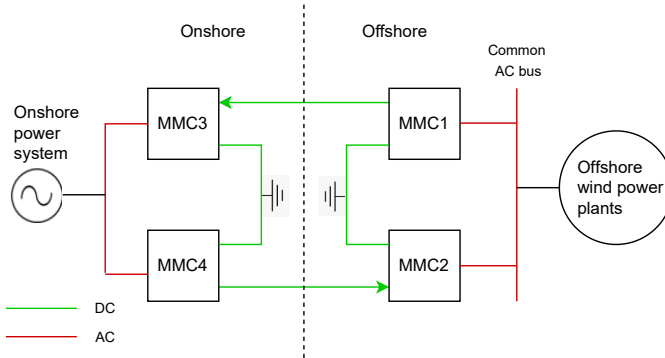 Onshore
Offshore
Common
AC bus
Onshore
power
system
MMC3
MMC1
Offshore
wind power
plants
MMC4
MMC2
DC
AC